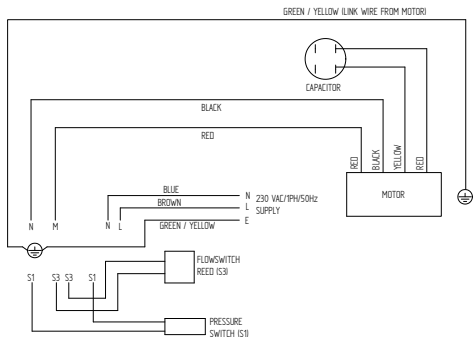 GREEN / YELLOW (LINK WIRE FROM MOTOR)
CAPACITOR
BLACK
RED
RED
BLACK
YELLOW
RED
MOTOR
BLUE
N
BROWN
L
230 VAC/1PH/50Hz
SUPPLY
GREEN / YELLOW
E
N M N L
S1 S3 S3 S1
FLOWSWITCH
REED (S3)
PRESSURE
SWITCH (S1)